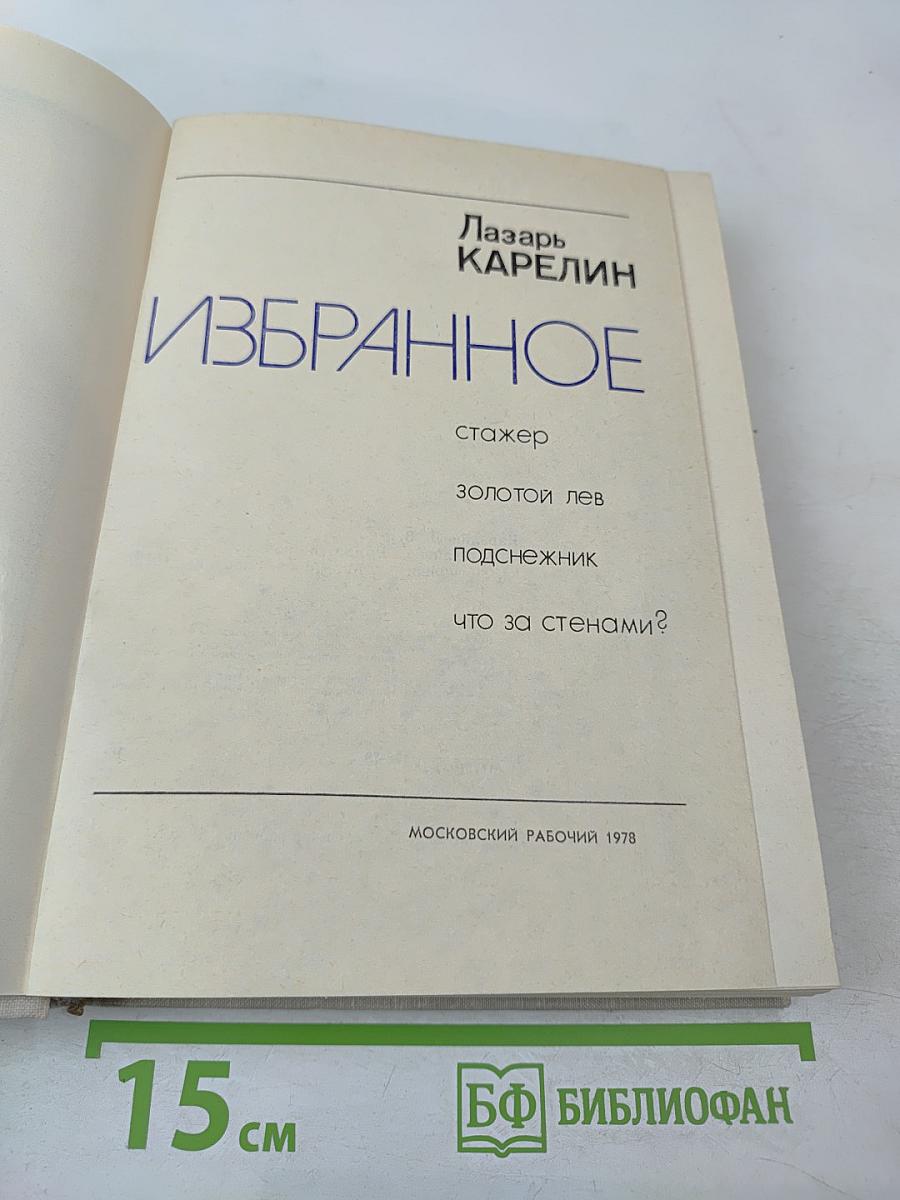 Лазарь
КАРЕЛИН
ИЗБРАННОЕ
стажер
золотой лев
подснежник
что за стенами?
МОСКОВСКИЙ РАБОЧИЙ 1978
15 см
БФ БИБЛИОФАН